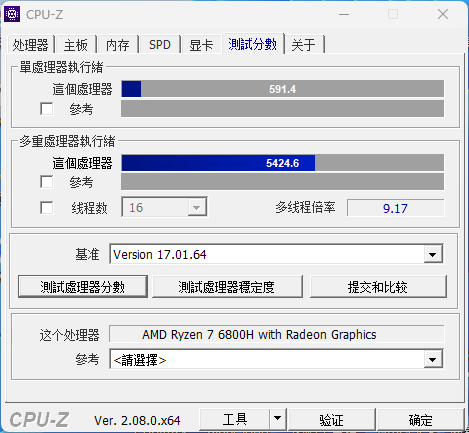 CPU-Z
处理器 主板 内存 SPD 显卡 測試分數 关于
單處理器執行緒
這個處理器 591.4
參考
多重處理器執行緒
這個處理器 5424.6
參考
线程数 16 多线程倍率 9.17
基准 Version 17.01.64
測試處理器分數 測試處理器穩定度 提交和比较
这个处理器 AMD Ryzen 7 6800H with Radeon Graphics
參考 <請選擇>
CPU-Z Ver. 2.08.0.x64 工具 验证 确定